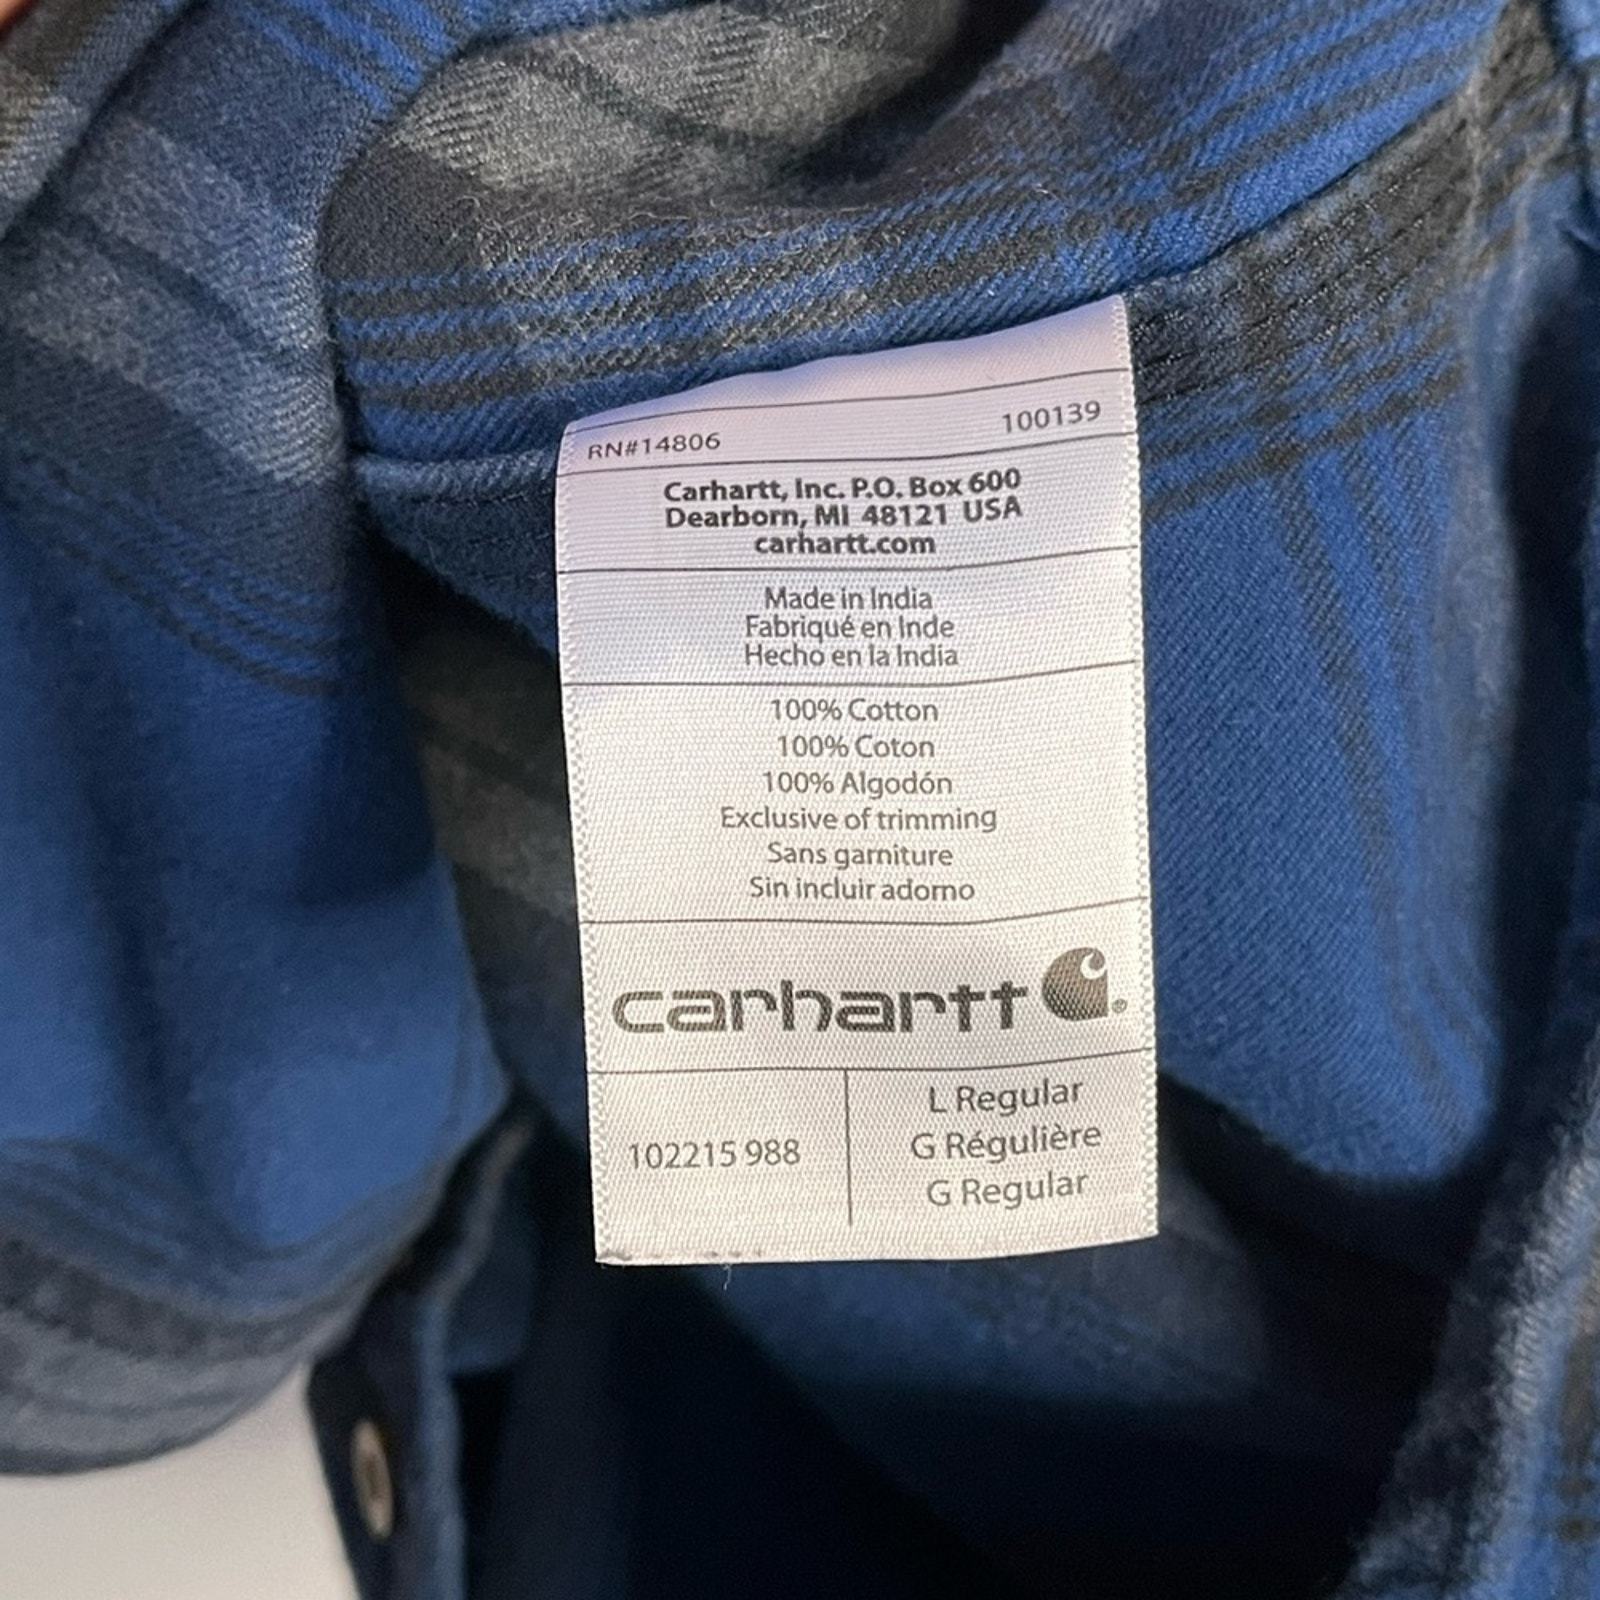 RN#14806 100139
Carhartt, Inc. P.O. Box 600
Dearborn, MI 48121 USA
carhartt.com
Made in India
Fabriqué en Inde
Hecho en la India
100% Cotton
100% Coton
100% Algodón
Exclusive of trimming
Sans garniture
Sin incluir adorno
carhartt ®
102215 988
L Regular
G Régulière
G Regular